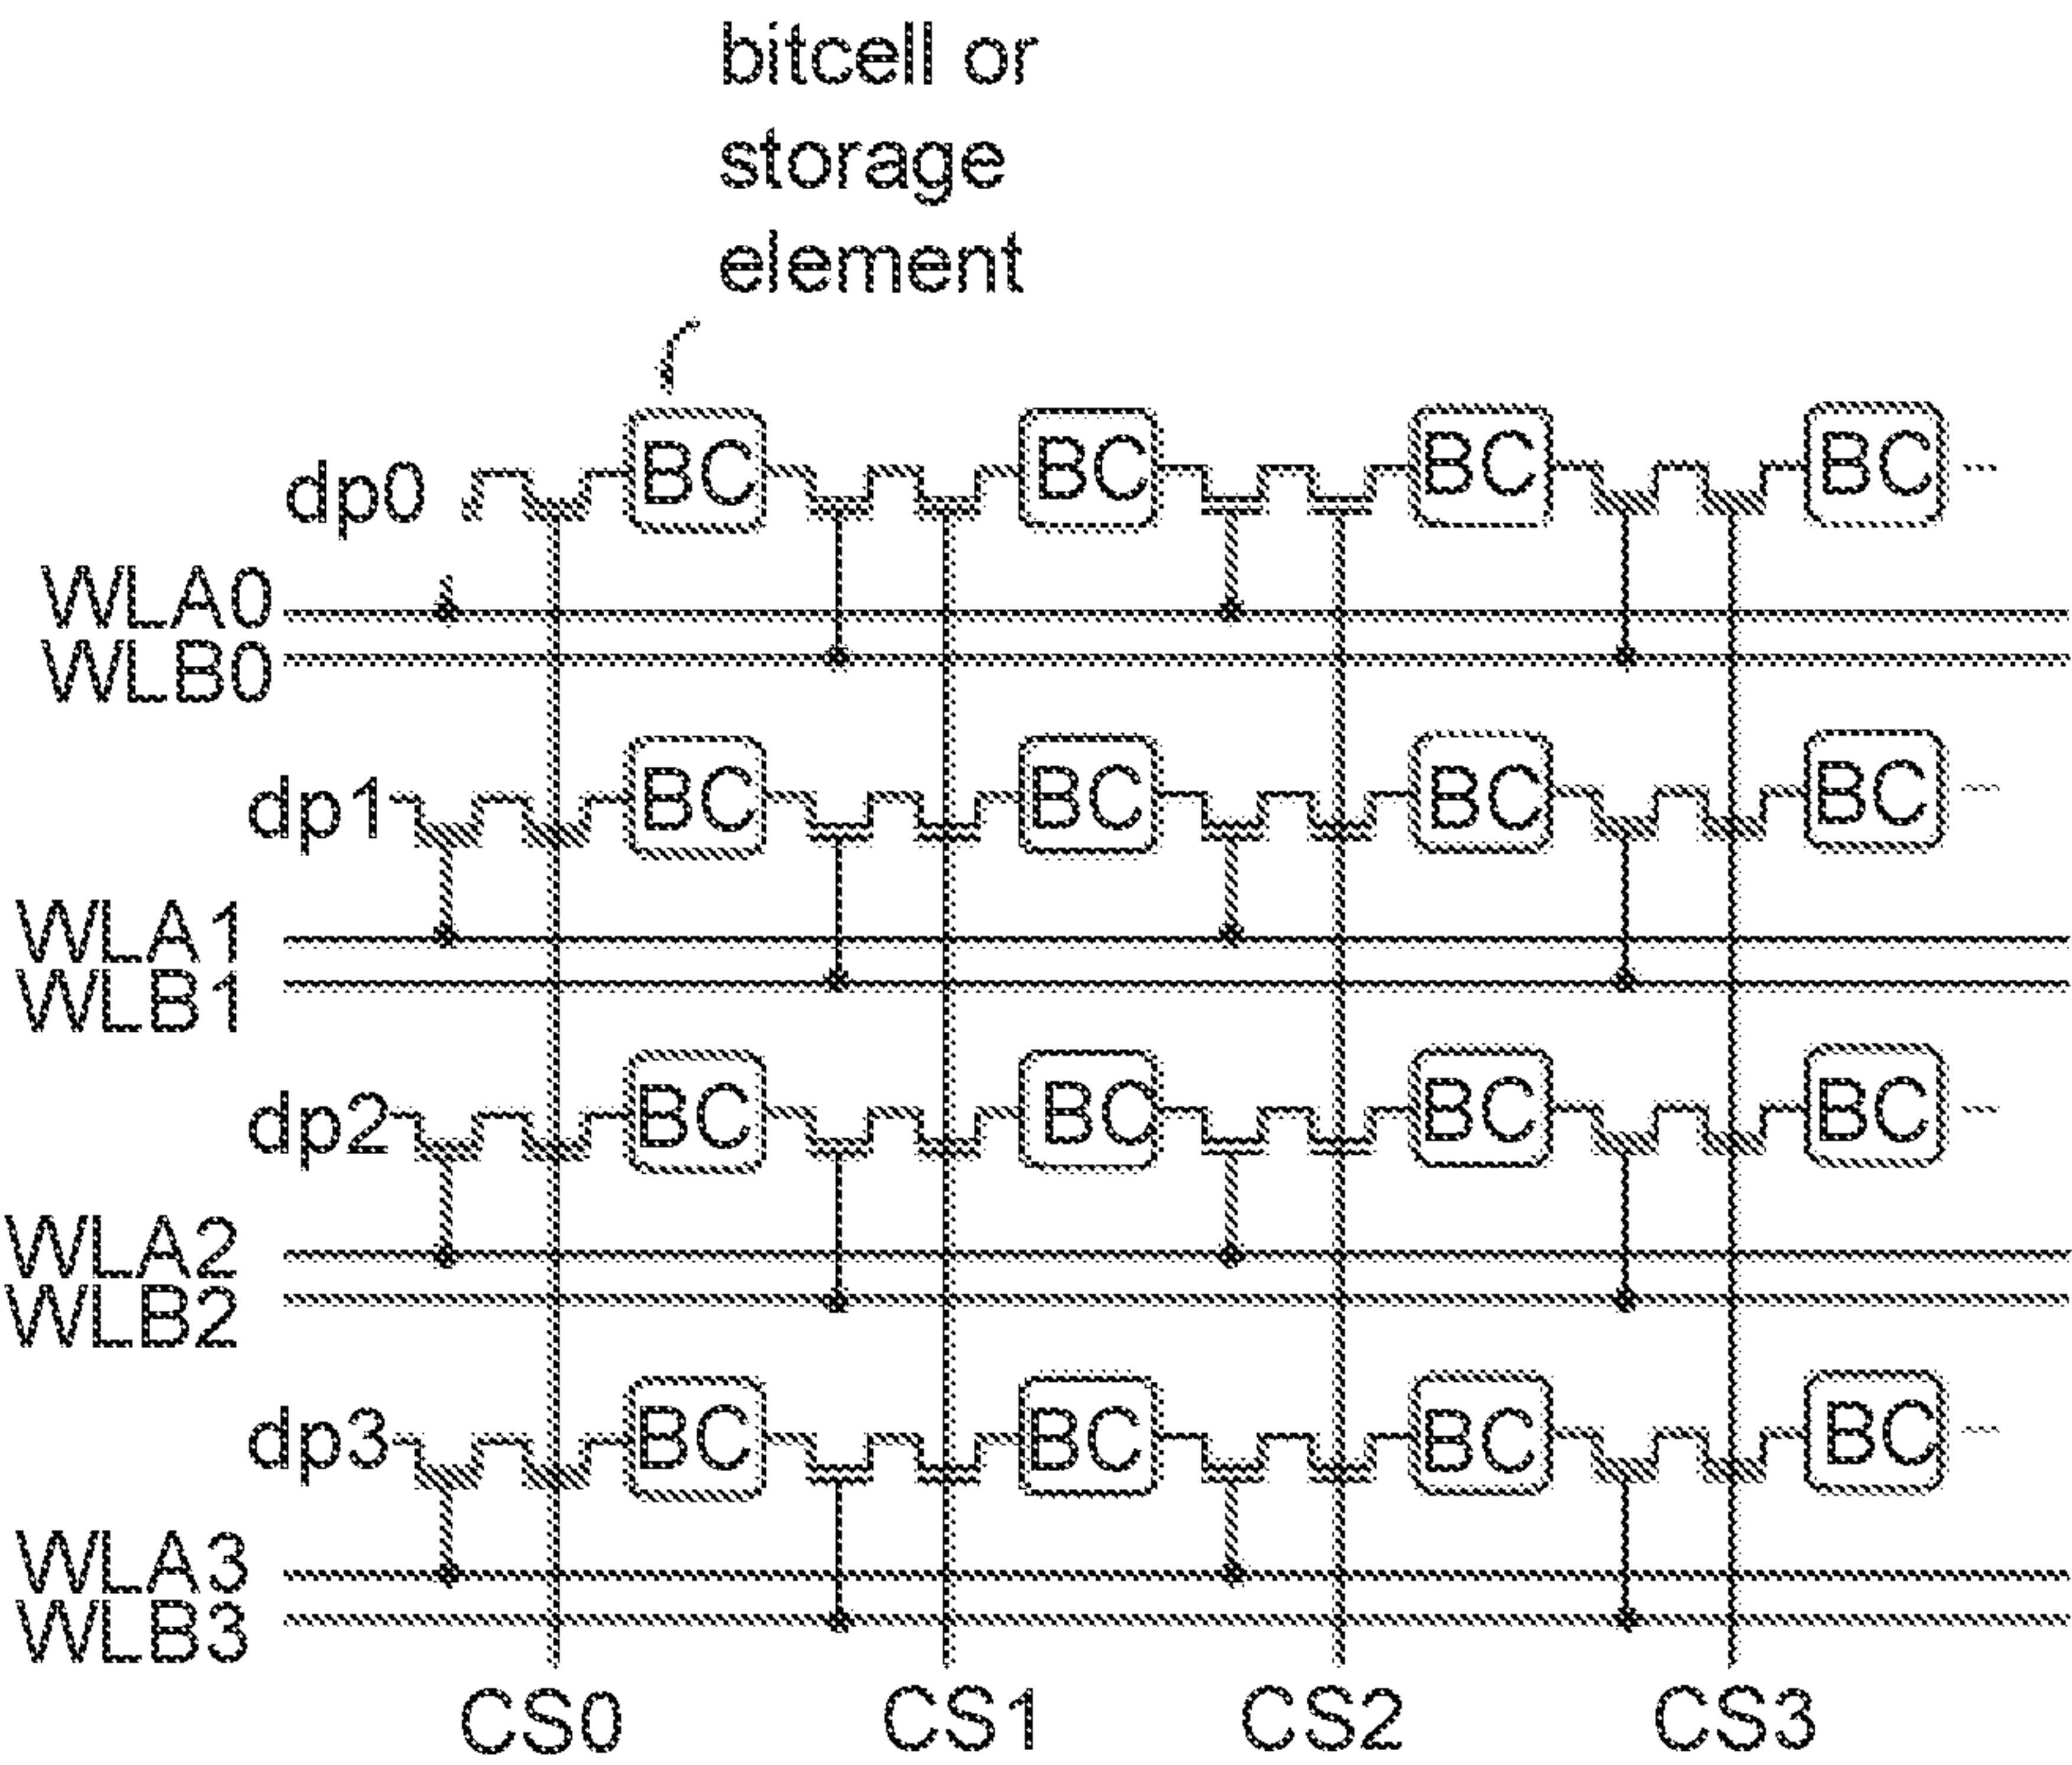 bitcell or
storage
element
dp0 BC BC BC BC
WLA0
WLB0
dp1 BC BC BC BC
WLA1
WLB1
dp2 BC BC BC BC
WLA2
WLB2
dp3 BC BC BC BC
WLA3
WLB3
CS0 CS1 CS2 CS3